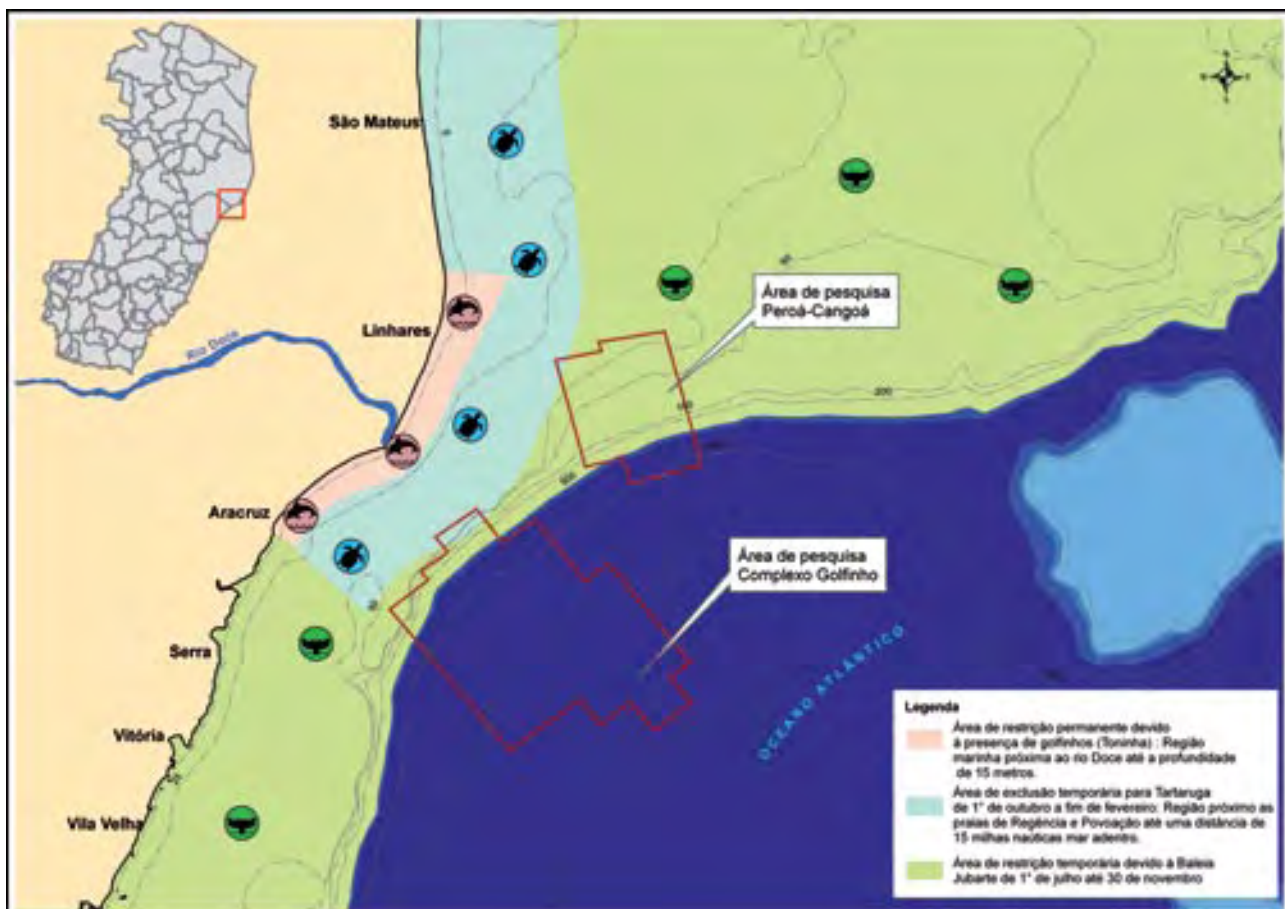 São Mateus
Linhares
Rio Doce
Área de pesquisa
Peroá-Cangoá
200
Aracruz
Área de pesquisa
Complexo Golfinho
Serra
OCEANO ATLÂNTICO
Vitória
Vila Velha
Legenda
Área de restrição permanente devido
à presença de golfinhos (Toninha) : Região
marinha próxima ao rio Doce até a profundidade
de 15 metros.
Área de exclusão temporária para Tartaruga
de 1° de outubro a fim de fevereiro: Região próximo as
praias de Regência e Povoação até uma distância de
15 milhas naúticas mar adentro.
Área de restrição temporária devido à Baleia
Jubarte de 1° de julho até 30 de novembro